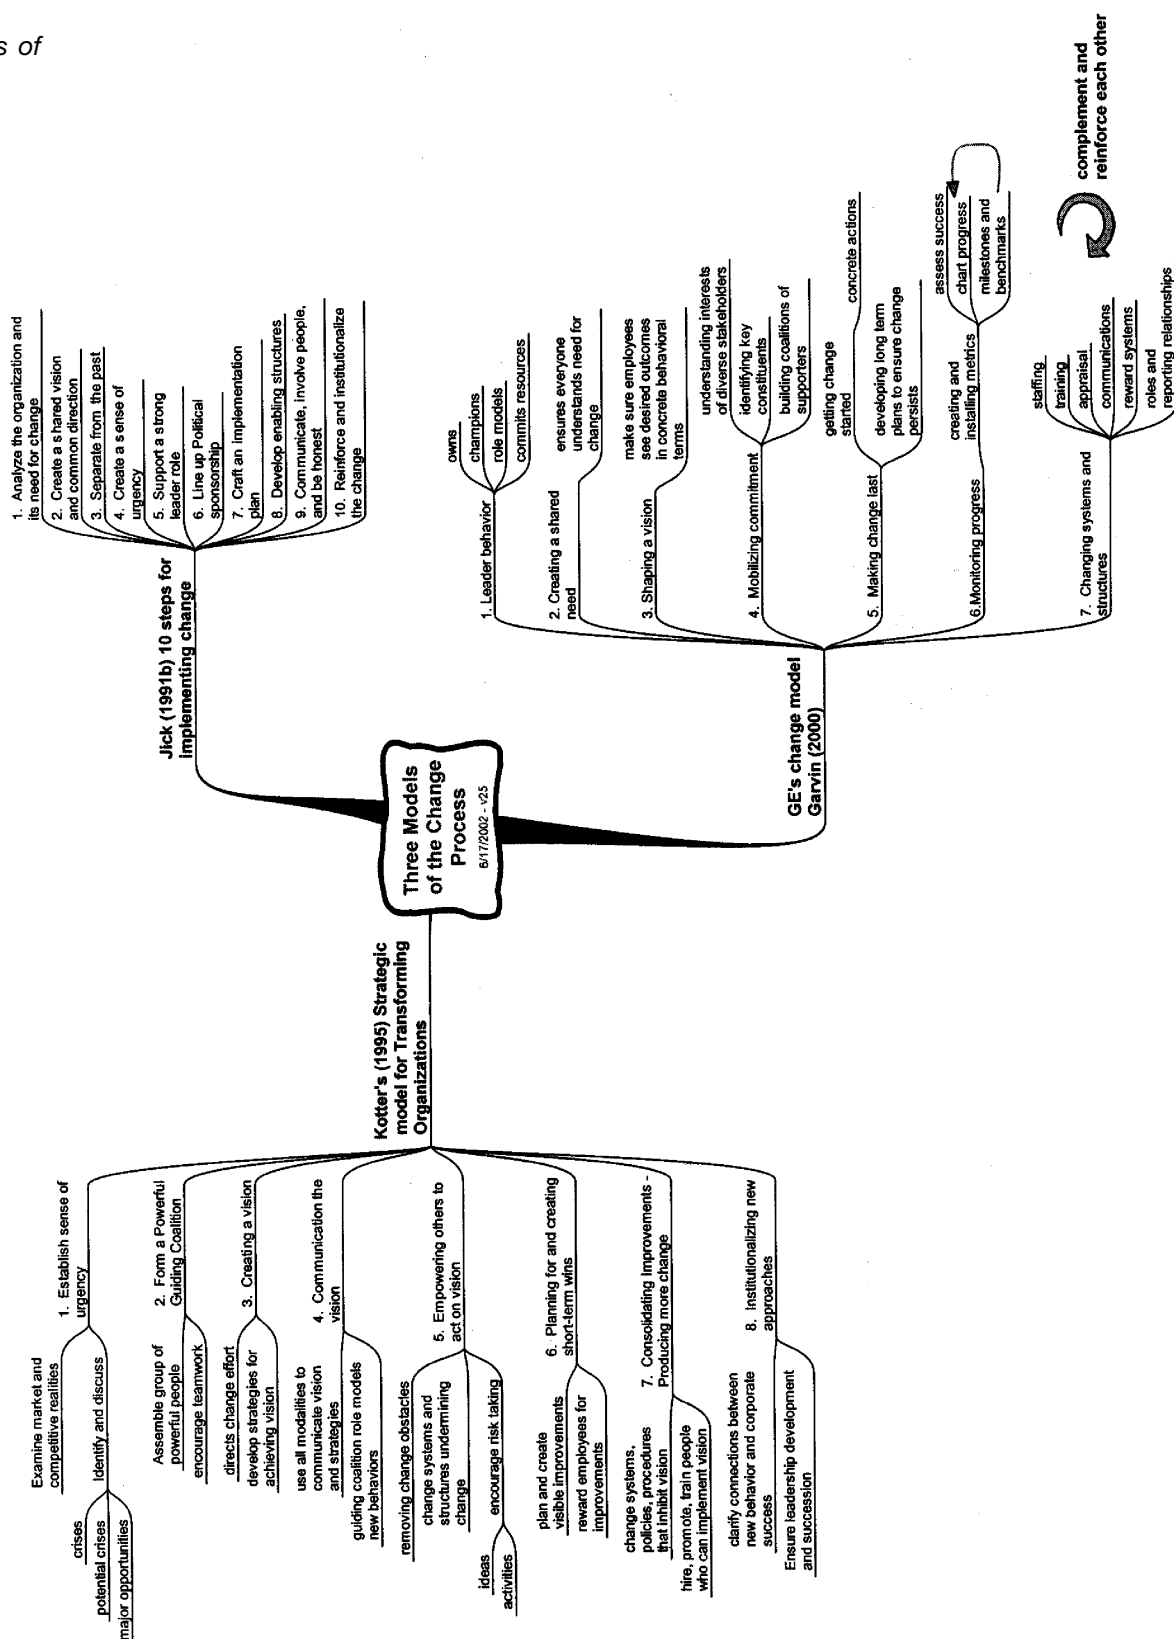 s of
Three Models
of the Change
Process
6/17/2002 - v25
Jick (1991b) 10 steps for
implementing change
1. Analyze the organization and
its need for change
2. Create a shared vision
and common direction
3. Separate from the past
4. Create a sense of
urgency
5. Support a strong
leader role
6. Line up Political
sponsorship
7. Craft an implementation
plan
8. Develop enabling structures
9. Communicate, involve people,
and be honest
10. Reinforce and institutionalize
the change
GE's change model
Garvin (2000)
1. Leader behavior
owns
champions
role models
commits resources
2. Creating a shared
need
ensures everyone
understands need for
change
3. Shaping a vision
make sure employees
see desired outcomes
in concrete behavioral
terms
4. Mobilizing commitment
understanding interests
of diverse stakeholders
identifying key
constituents
building coalitions of
supporters
5. Making change last
getting change
started
concrete actions
developing long term
plans to ensure change
persists
6.Monitoring progress
creating and
installing metrics
assess success
chart progress
milestones and
benchmarks
7. Changing systems and
structures
staffing
training
appraisal
communications
reward systems
roles and
reporting relationships
complement and
reinforce each other
Kotter's (1995) Strategic
model for Transforming
Organizations
1. Establish sense of
urgency
Examine market and
competitive realities
Identify and discuss
crises
potential crises
major opportunities
2. Form a Powerful
Guiding Coalition
Assemble group of
powerful people
encourage teamwork
3. Creating a vision
directs change effort
develop strategies for
achieving vision
4. Communication the
vision
use all modalities to
communicate vision
and strategies
guiding coalition role models
new behaviors
5. Empowering others to
act on vision
removing change obstacles
change systems and
structures undermining
change
encourage risk taking
ideas
activities
6. Planning for and creating
short-term wins
plan and create
visible improvements
reward employees for
improvements
7. Consolidating Improvements -
Producing more change
change systems,
policies, procedures
that inhibit vision
hire, promote, train people
who can implement vision
8. Institutionalizing new
approaches
clarify connections between
new behavior and corporate
success
Ensure leadership development
and succession